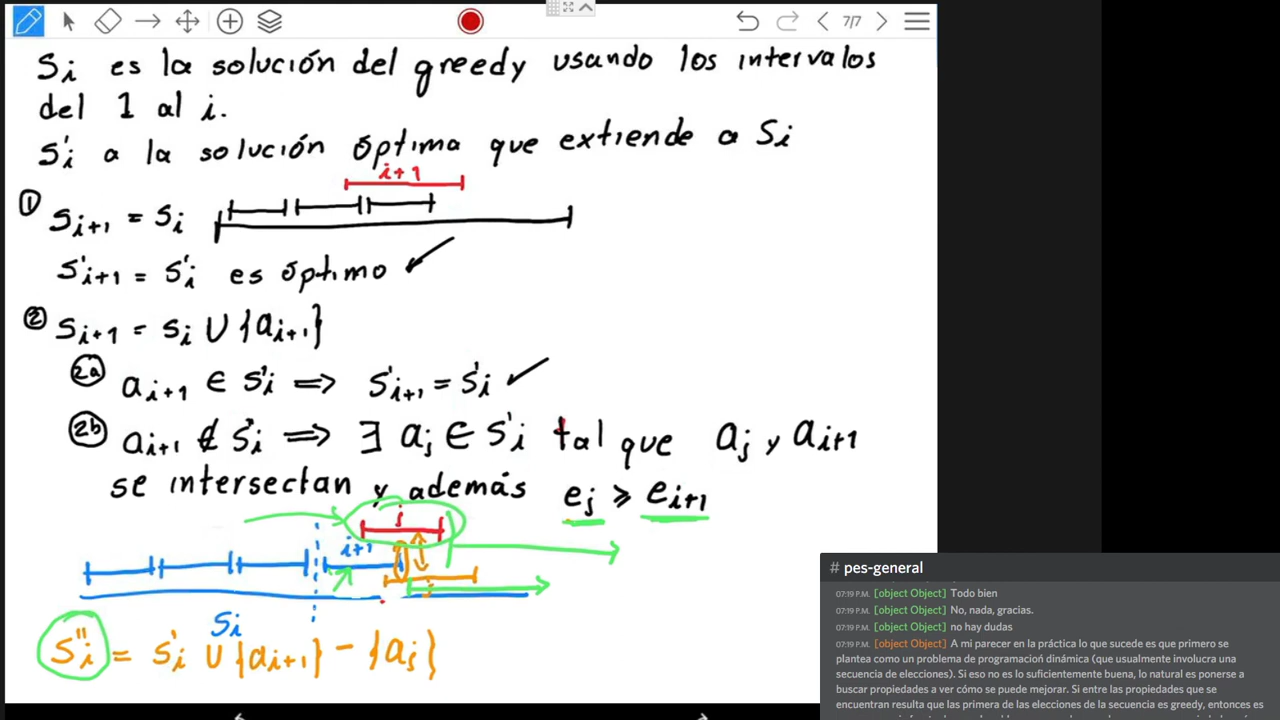 7/7
Si es la solución del greedy usando los intervalos
del 1 al i.
S'i a la solución óptima que extiende a Si
i+1
① Si+1 = Si
S'i+1 = S'i es óptimo ✓
② Si+1 = Si ∪ {ai+1}
2a ai+1 ∈ S'i ⟹ S'i+1 = S'i ✓
2b ai+1 ∉ S'i ⟹ ∃ aj ∈ S'i tal que aj y ai+1
se intersectan y además ej ≥ ei+1
j
i+1
j
Si
S''i = S'i ∪ {ai+1} - {aj}
# pes-general
07:19 P.M. [object Object] Todo bien
07:19 P.M. [object Object] No, nada, gracias.
07:19 P.M. [object Object] no hay dudas
07:19 P.M. [object Object] A mi parecer en la práctica lo que sucede es que primero se
plantea como un problema de programación dinámica (que usualmente involucra una
secuencia de elecciones). Si eso no es lo suficientemente buena, lo natural es ponerse a
buscar propiedades a ver cómo se puede mejorar. Si entre las propiedades que se
encuentran resulta que las primera de las elecciones de la secuencia es greedy, entonces es